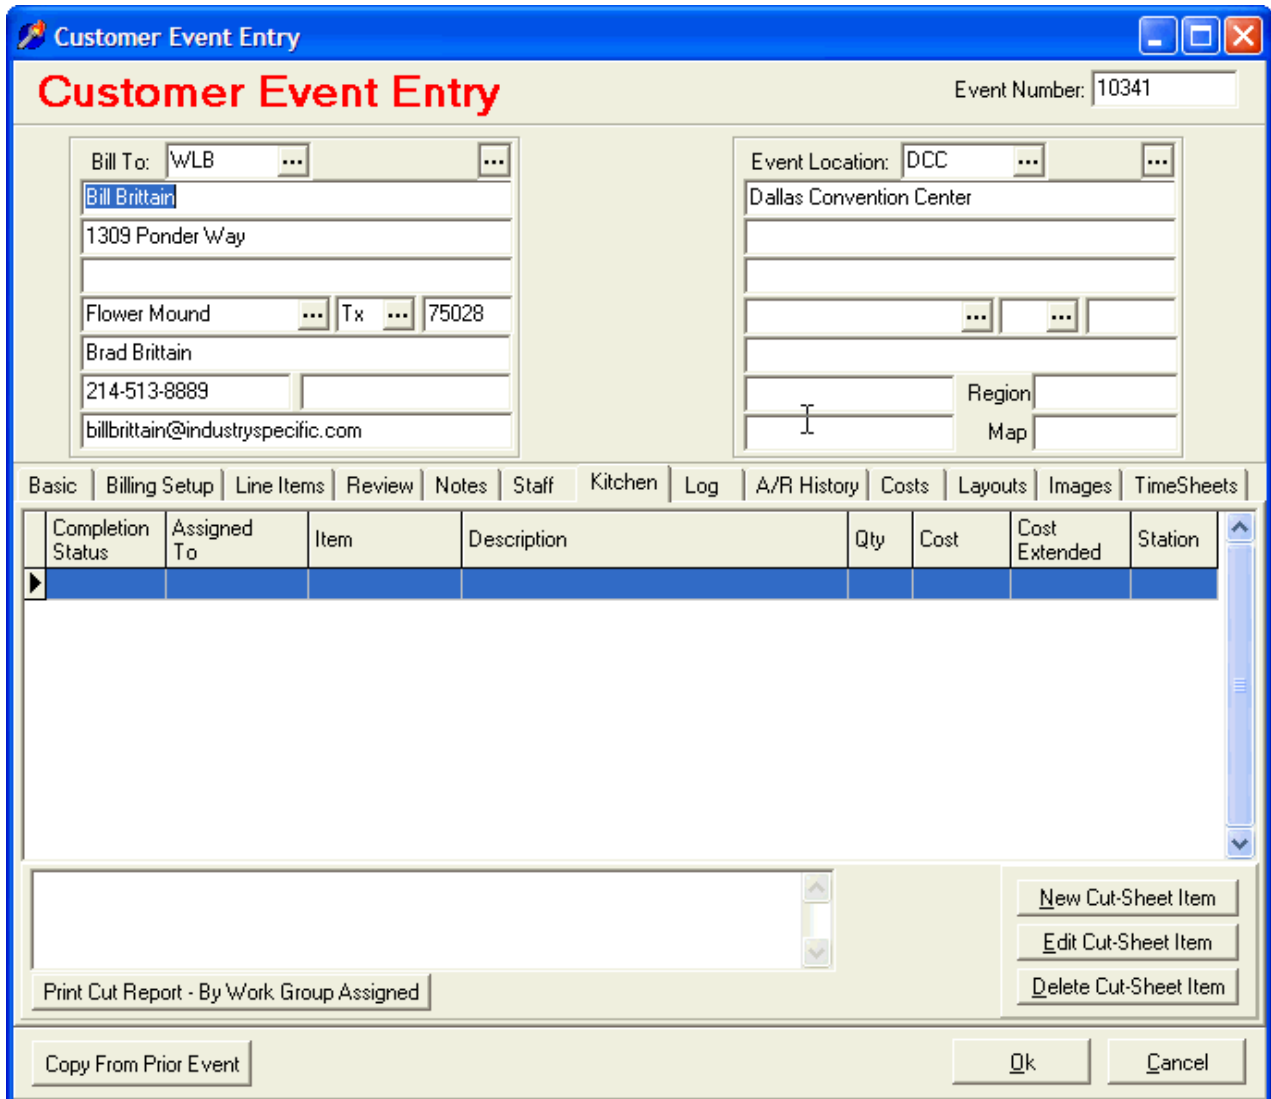 Customer Event Entry
Customer Event Entry
Event Number: 10341
Bill To: WLB ... ...
Event Location: DCC ... ...
Bill Brittain
Dallas Convention Center
1309 Ponder Way
Flower Mound ... Tx ... 75028
... ...
Brad Brittain
214-513-8889
Region
billbrittain@industryspecific.com
Map
Basic Billing Setup Line Items Review Notes Staff Kitchen Log A/R History Costs Layouts Images TimeSheets
Completion Status Assigned To Item Description Qty Cost Cost Extended Station
New Cut-Sheet Item
Edit Cut-Sheet Item
Delete Cut-Sheet Item
Print Cut Report - By Work Group Assigned
Copy From Prior Event
Ok
Cancel